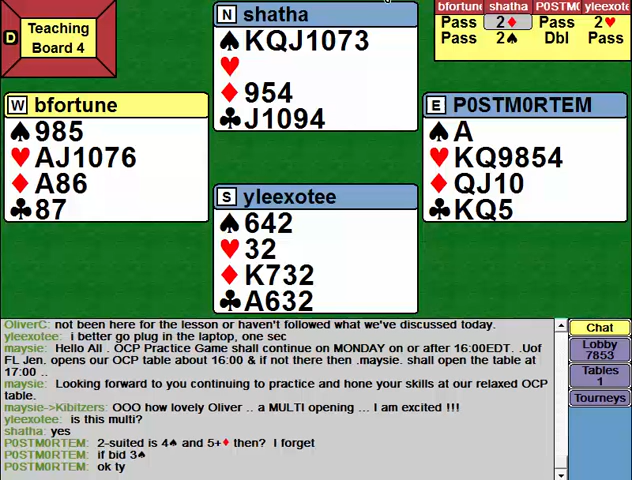 D
Teaching
Board 4
N shatha
♠KQJ1073
♥
♦954
♣J1094
bfortun shatha P0STM0 yleexote
Pass 2♦ Pass 2♥
Pass 2♠ Dbl Pass
W bfortune
♠985
♥AJ1076
♦A86
♣87
E P0STM0RTEM
♠A
♥KQ9854
♦QJ10
♣KQ5
S yleexotee
♠642
♥32
♦K732
♣A632
OliverC: not been here for the lesson or haven't followed what we've discussed today.
yleexotee: i better go plug in the laptop, one sec
maysie: Hello All . OCP Practice Game shall continue on MONDAY on or after 16:00EDT. .Uof
FL Jen. opens our OCP table about 16:00 & if not there then .maysie. shall open the table at
17:00 ..
maysie: Looking forward to you continuing to practice and hone your skills at our relaxed OCP
table.
maysie->Kibitzers: OOO how lovely Oliver .. a MULTI opening ... I am excited !!!
yleexotee: is this multi?
shatha: yes
P0STM0RTEM: 2-suited is 4♠ and 5+♦ then? I forget
P0STM0RTEM: if bid 3♠
P0STM0RTEM: ok ty
Chat
Lobby
7853
Tables
1
Tourneys